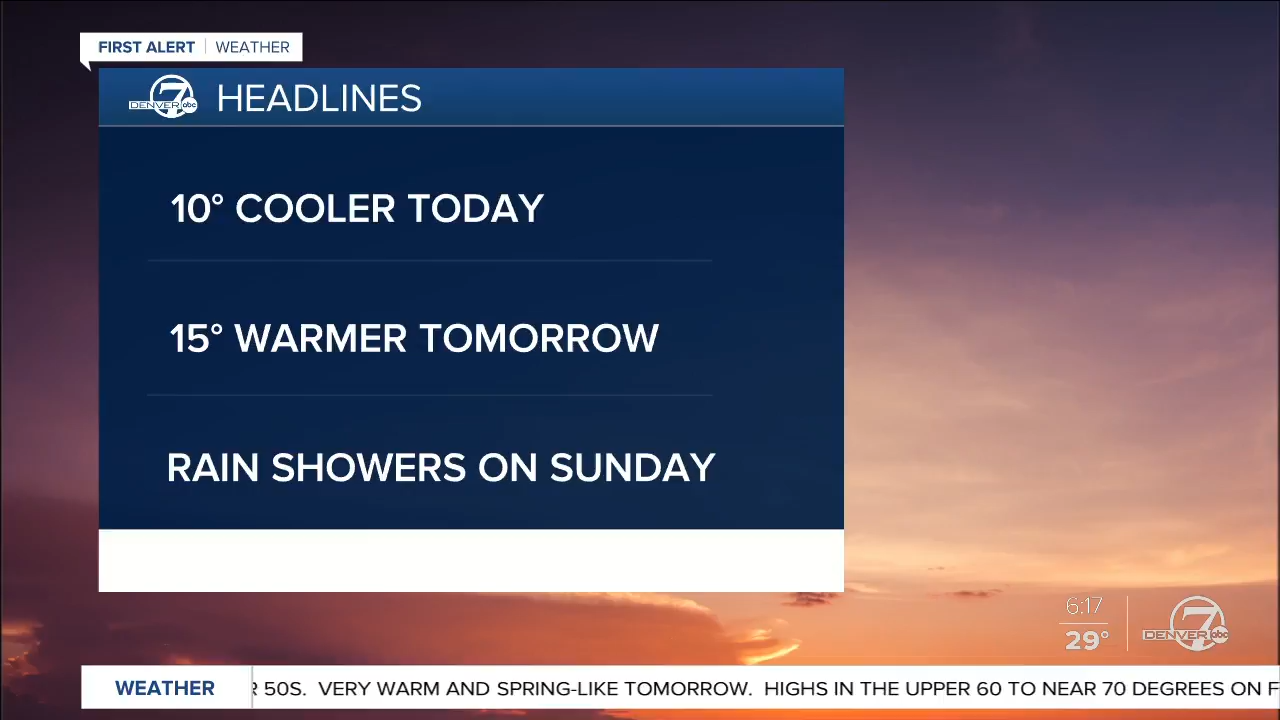 FIRST ALERT | WEATHER
7 DENVER abc HEADLINES
10° COOLER TODAY
15° WARMER TOMORROW
RAIN SHOWERS ON SUNDAY
6:17
29°
7 DENVER abc
WEATHER
R 50S. VERY WARM AND SPRING-LIKE TOMORROW. HIGHS IN THE UPPER 60 TO NEAR 70 DEGREES ON F